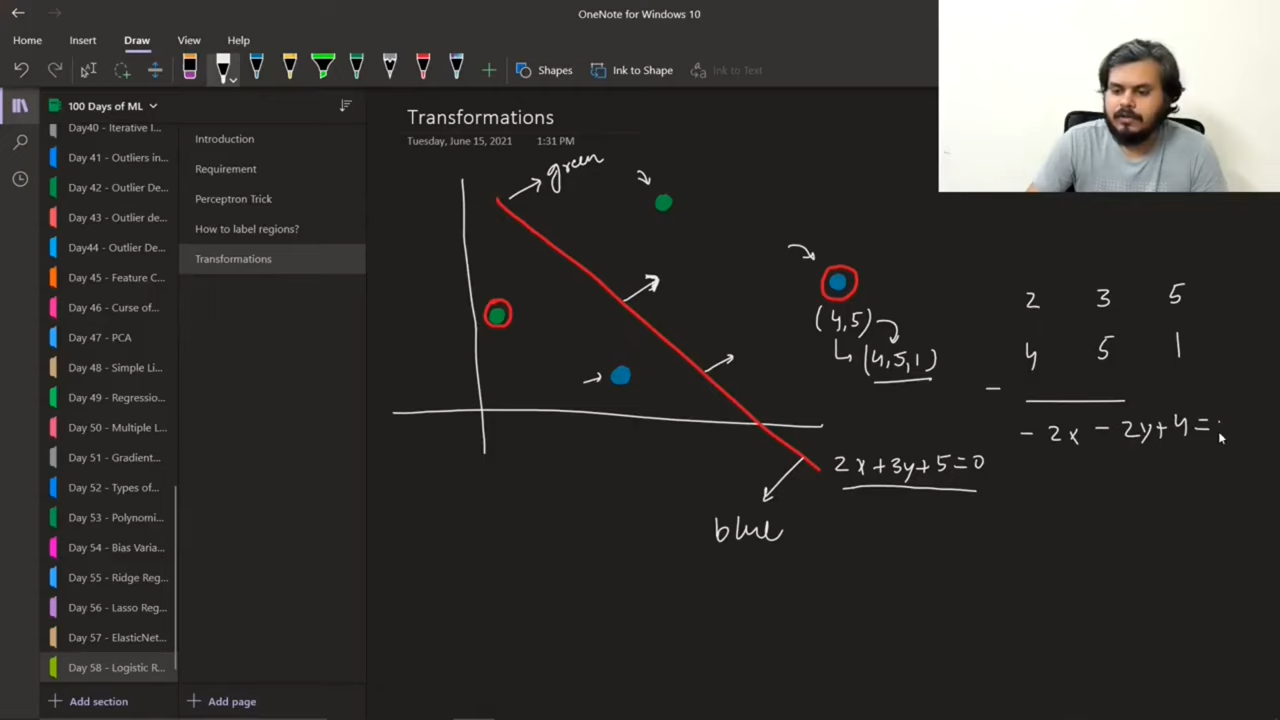 OneNote for Windows 10
Home Insert Draw View Help
Shapes Ink to Shape Ink to Text
100 Days of ML
Day40 - Iterative I...
Day 41 - Outliers in...
Day 42 - Outlier De...
Day 43 - Outlier de...
Day44 - Outlier De...
Day 45 - Feature C...
Day 46 - Curse of...
Day 47 - PCA
Day 48 - Simple Li...
Day 49 - Regressio...
Day 50 - Multiple L...
Day 51 - Gradient...
Day 52 - Types of...
Day 53 - Polynomi...
Day 54 - Bias Varia...
Day 55 - Ridge Reg...
Day 56 - Lasso Reg...
Day 57 - ElasticNet...
Day 58 - Logistic R...
Add section
Introduction
Requirement
Perceptron Trick
How to label regions?
Transformations
Add page
Transformations
Tuesday, June 15, 2021 1:31 PM
green
(4,5)
(4,5,1)
2x+3y+5=0
blue
2 3 5
4 5 1
-
- 2x - 2y+4=